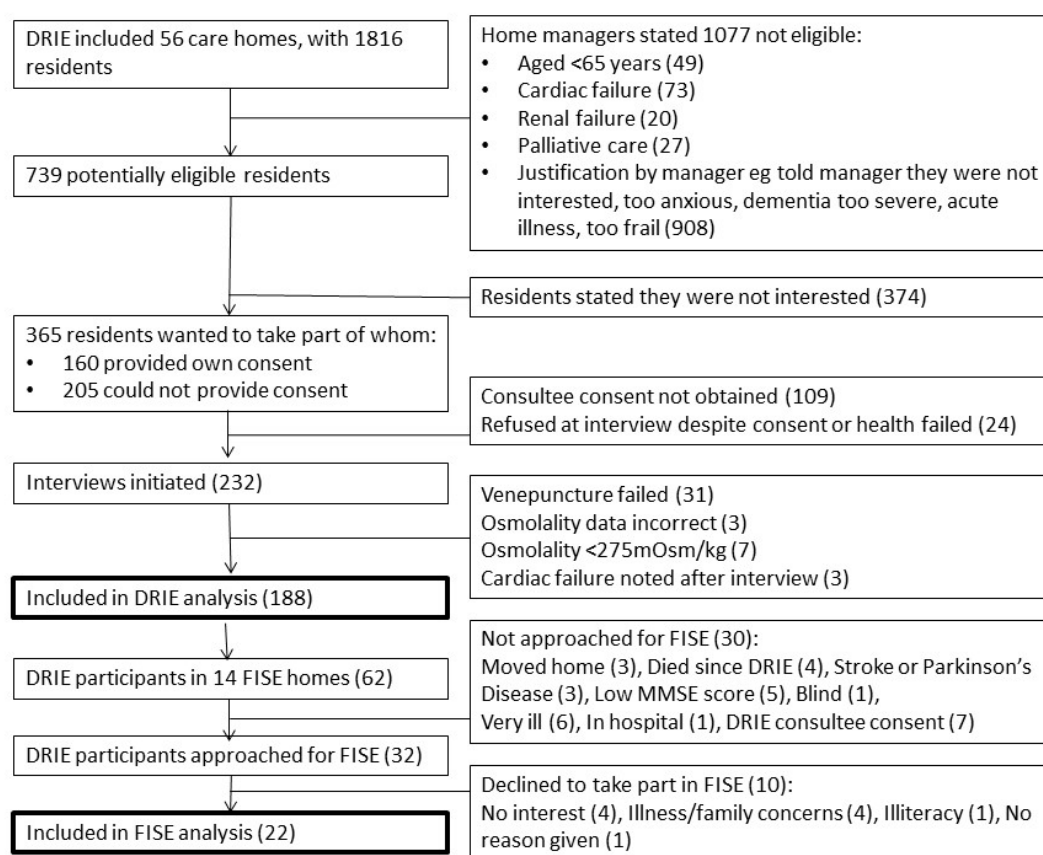 DRIE included 56 care homes, with 1816
residents
Home managers stated 1077 not eligible:
• Aged <65 years (49)
• Cardiac failure (73)
• Renal failure (20)
• Palliative care (27)
• Justification by manager eg told manager they were not
interested, too anxious, dementia too severe, acute
illness, too frail (908)
739 potentially eligible residents
Residents stated they were not interested (374)
365 residents wanted to take part of whom:
• 160 provided own consent
• 205 could not provide consent
Consultee consent not obtained (109)
Refused at interview despite consent or health failed (24)
Interviews initiated (232)
Venepuncture failed (31)
Osmolality data incorrect (3)
Osmolality <275mOsm/kg (7)
Cardiac failure noted after interview (3)
Included in DRIE analysis (188)
Not approached for FISE (30):
Moved home (3), Died since DRIE (4), Stroke or Parkinson's
Disease (3), Low MMSE score (5), Blind (1),
Very ill (6), In hospital (1), DRIE consultee consent (7)
DRIE participants in 14 FISE homes (62)
DRIE participants approached for FISE (32)
Declined to take part in FISE (10):
No interest (4), Illness/family concerns (4), Illiteracy (1), No
reason given (1)
Included in FISE analysis (22)